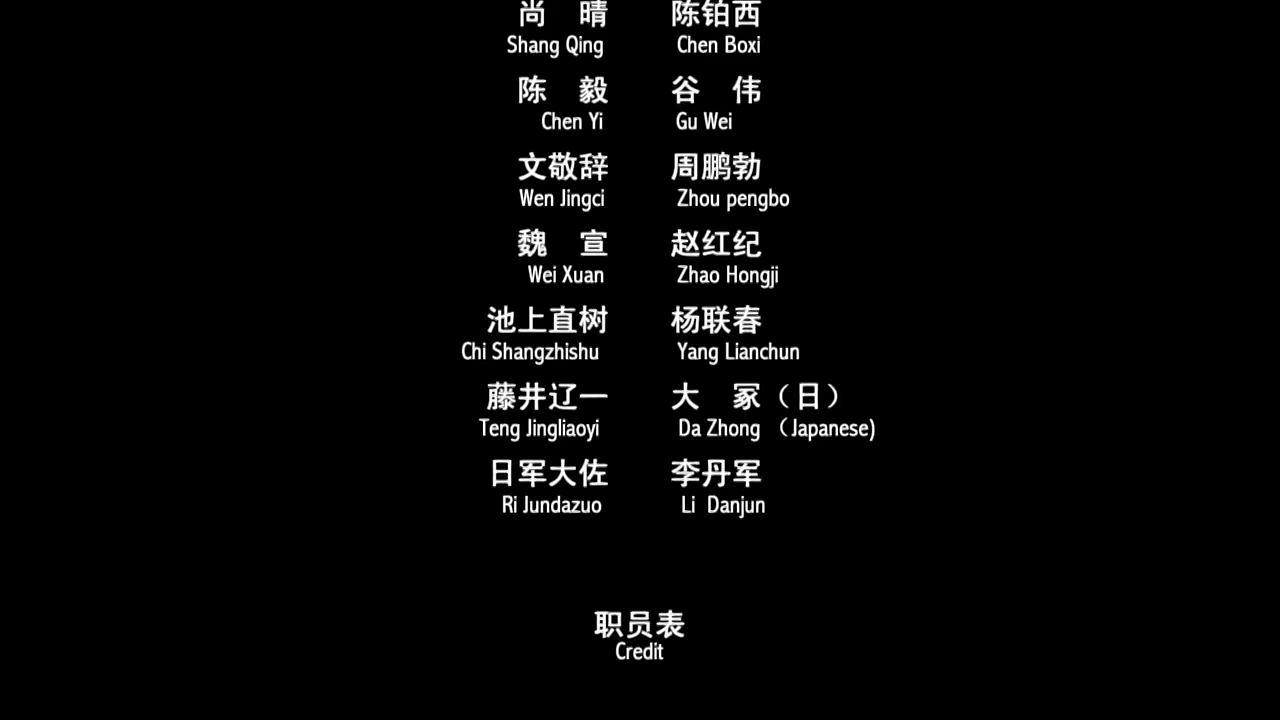 尚　晴　　陈铂西
Shang Qing　　Chen Boxi
陈　毅　　谷　伟
Chen Yi　　Gu Wei
文敬辞　　周鹏勃
Wen Jingci　　Zhou pengbo
魏　宣　　赵红纪
Wei Xuan　　Zhao Hongji
池上直树　　杨联春
Chi Shangzhishu　　Yang Lianchun
藤井辽一　　大　冢（日）
Teng Jingliaoyi　　Da Zhong （Japanese)
日军大佐　　李丹军
Ri Jundazuo　　Li  Danjun
职员表
Credit